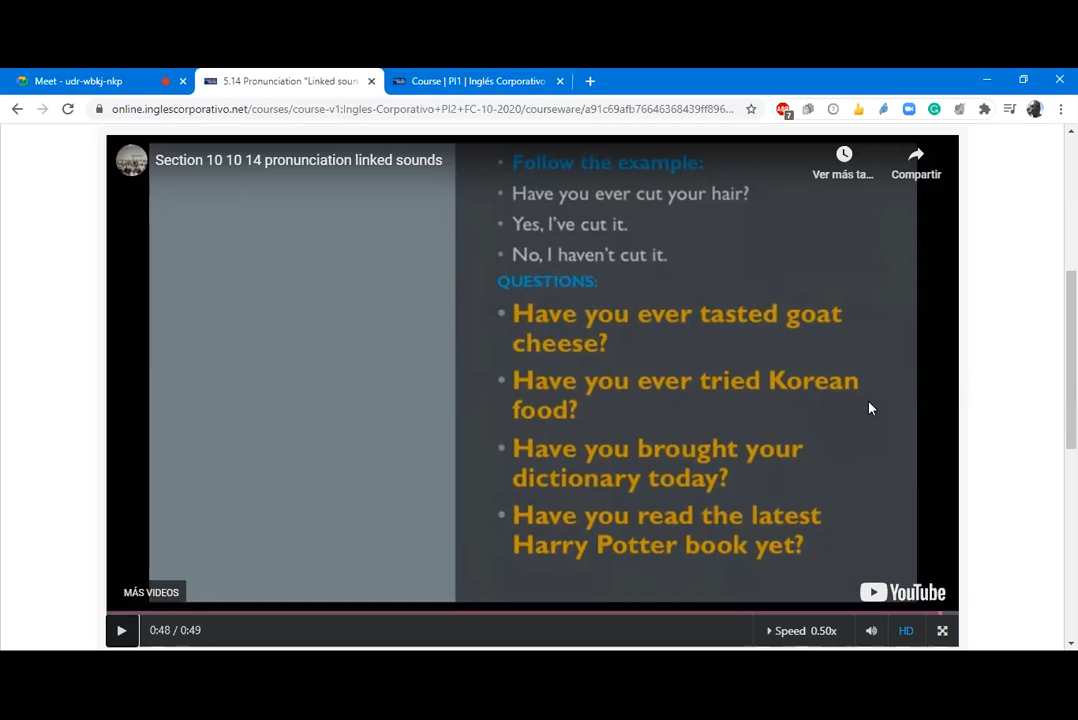 Meet - udr-wbkj-nkp
5.14 Pronunciation "Linked soun
Course | PI1 | Inglés Corporativo
online.inglescorporativo.net/courses/course-v1:Ingles-Corporativo+PI2+FC-10-2020/courseware/a91c69afb76646368439ff896...
7
Section 10 10 14 pronunciation linked sounds
Ver más ta...
Compartir
• Follow the example:
• Have you ever cut your hair?
• Yes, I've cut it.
• No, I haven't cut it.
QUESTIONS:
• Have you ever tasted goat
cheese?
• Have you ever tried Korean
food?
• Have you brought your
dictionary today?
• Have you read the latest
Harry Potter book yet?
MÁS VIDEOS
YouTube
0:48 / 0:49
Speed 0.50x
HD